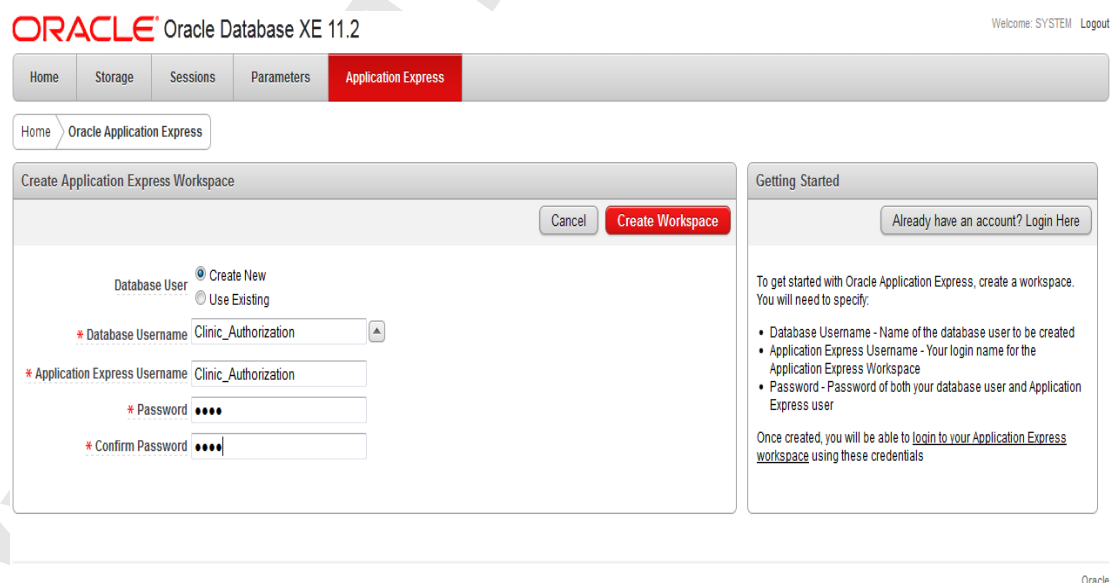 ORACLE® Oracle Database XE 11.2
Welcome: SYSTEM Logout
Home Storage Sessions Parameters Application Express
Home Oracle Application Express
Create Application Express Workspace
Cancel Create Workspace
Database User Create New
Use Existing
* Database Username Clinic_Authorization
* Application Express Username Clinic_Authorization
* Password ••••
* Confirm Password ••••
Getting Started
Already have an account? Login Here
To get started with Oracle Application Express, create a workspace.
You will need to specify:
• Database Username - Name of the database user to be created
• Application Express Username - Your login name for the
Application Express Workspace
• Password - Password of both your database user and Application
Express user
Once created, you will be able to login to your Application Express
workspace using these credentials
Oracle